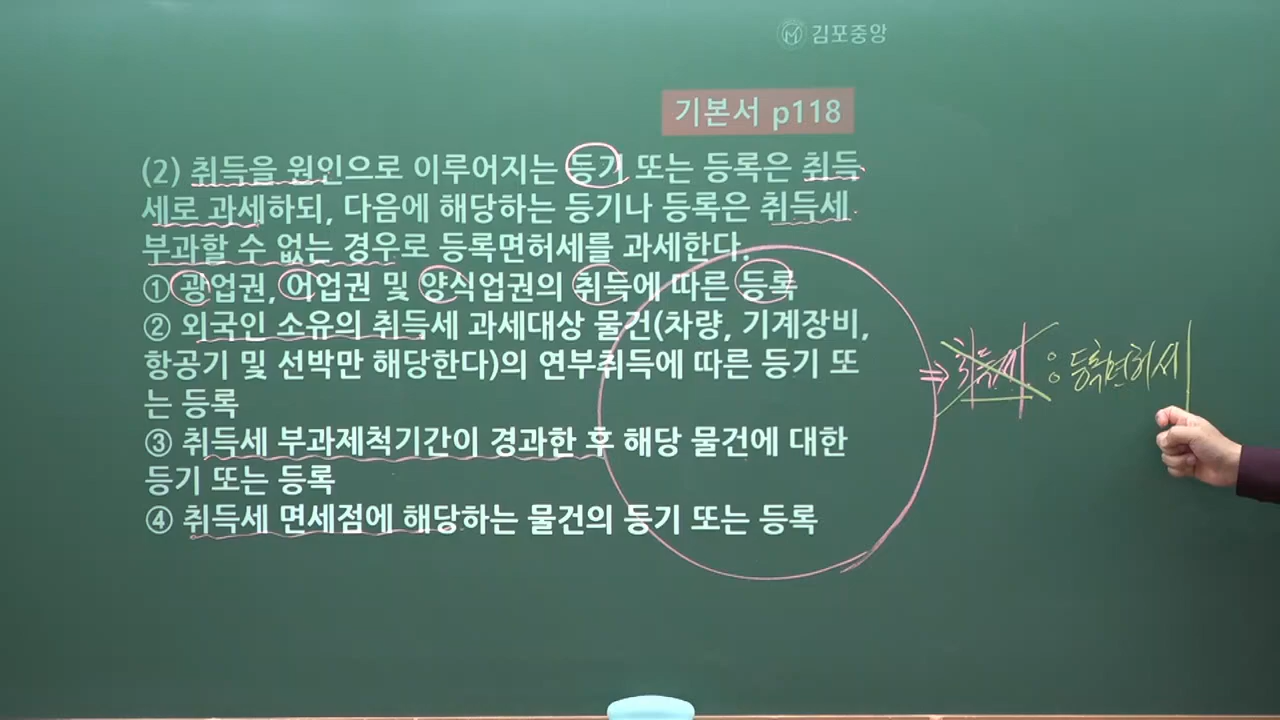 김포중앙
기본서 p118
(2) 취득을 원인으로 이루어지는 등기 또는 등록은 취득
세로 과세하되, 다음에 해당하는 등기나 등록은 취득세
부과할 수 없는 경우로 등록면허세를 과세한다.
① 광업권, 어업권 및 양식업권의 취득에 따른 등록
② 외국인 소유의 취득세 과세대상 물건(차량, 기계장비,
항공기 및 선박만 해당한다)의 연부취득에 따른 등기 또
는 등록
③ 취득세 부과제척기간이 경과한 후 해당 물건에 대한
등기 또는 등록
④ 취득세 면세점에 해당하는 물건의 등기 또는 등록
⇒ 취득세 : 등록면허세